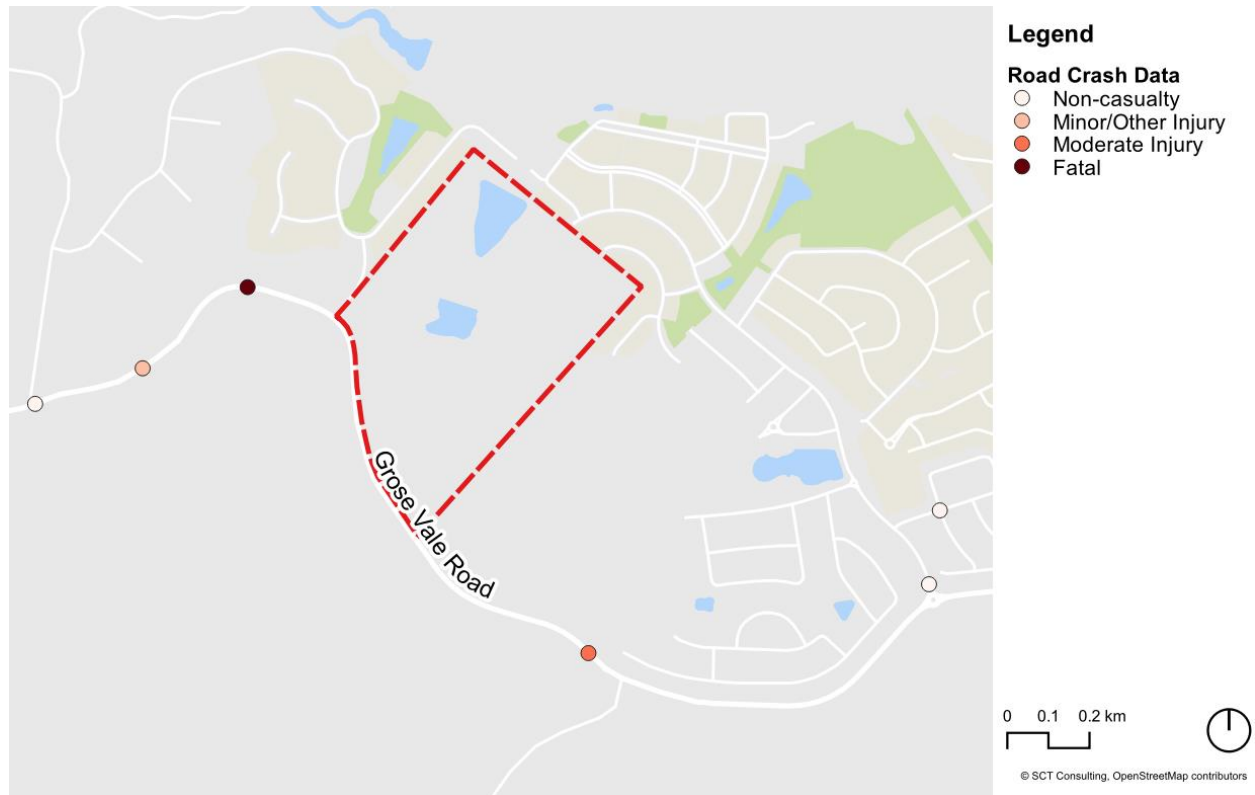 Grose Vale Road
Legend
Road Crash Data
Non-casualty
Minor/Other Injury
Moderate Injury
Fatal
0 0.1 0.2 km
© SCT Consulting, OpenStreetMap contributors